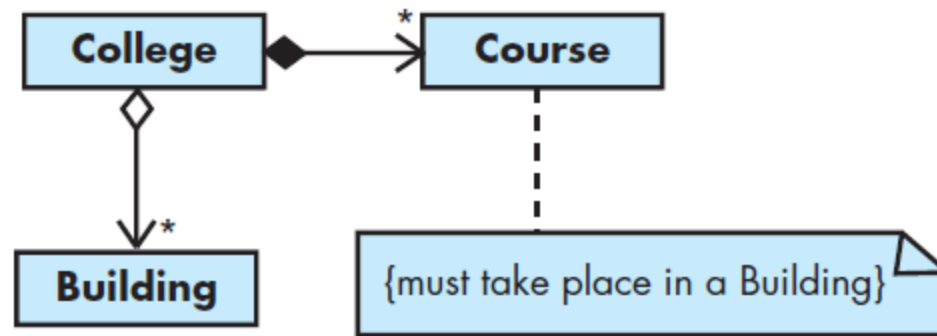 College
*
Course
*
Building
{must take place in a Building}